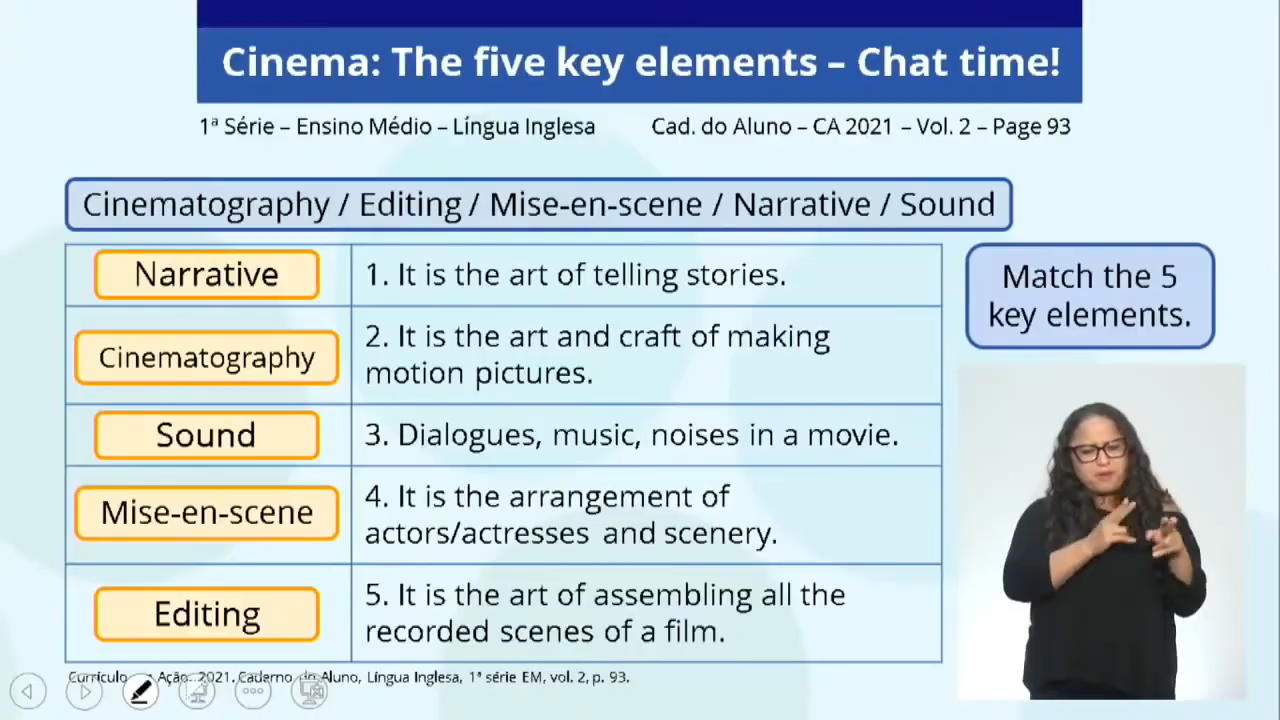 Cinema: The five key elements – Chat time!
1ª Série – Ensino Médio – Língua Inglesa Cad. do Aluno – CA 2021 – Vol. 2 – Page 93
Cinematography / Editing / Mise-en-scene / Narrative / Sound
Match the 5
key elements.
Narrative
1. It is the art of telling stories.
Cinematography
2. It is the art and craft of making
motion pictures.
Sound
3. Dialogues, music, noises in a movie.
Mise-en-scene
4. It is the arrangement of
actors/actresses and scenery.
Editing
5. It is the art of assembling all the
recorded scenes of a film.
Currículo Ação. 2021. Caderno do Aluno, Língua Inglesa, 1ª série EM, vol. 2, p. 93.